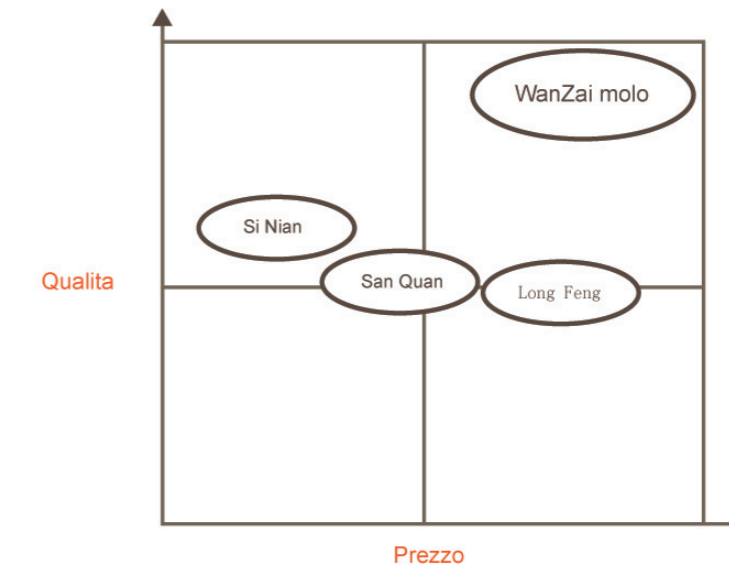 WanZai molo
Si Nian
San Quan
Qualita
Long Feng
Prezzo